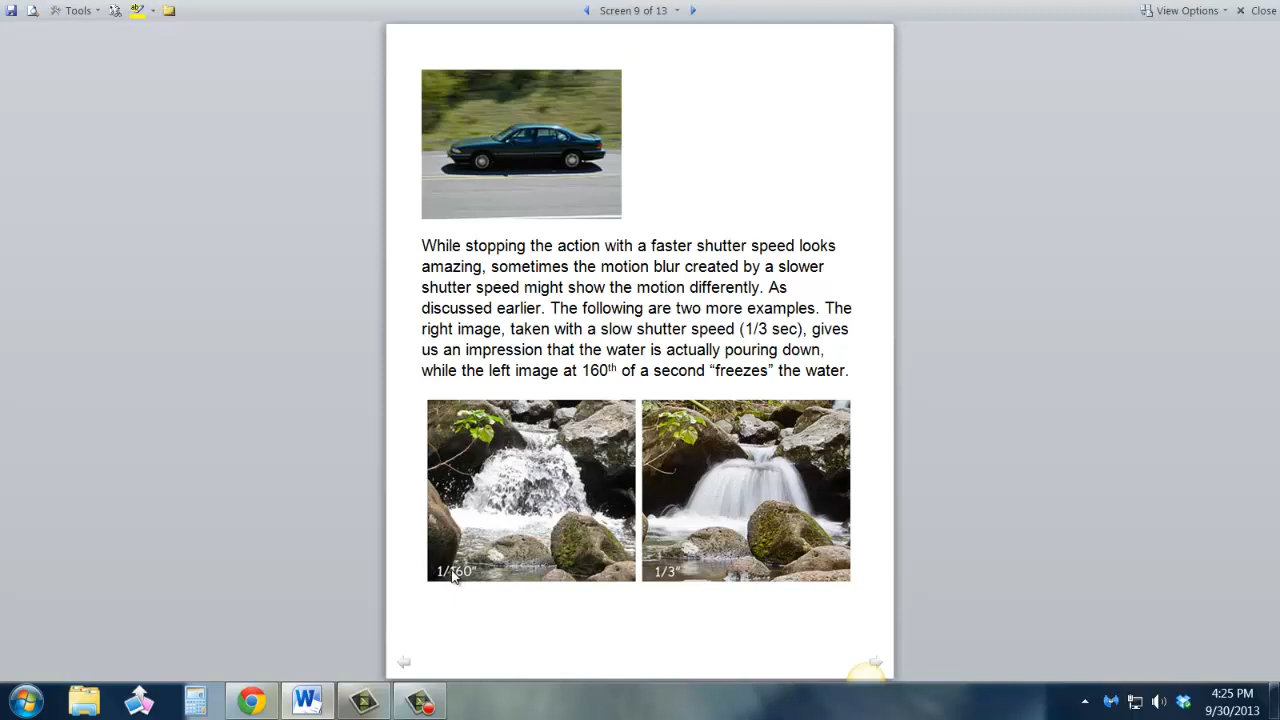 Tools
Screen 9 of 13
View Options
Close
While stopping the action with a faster shutter speed looks
amazing, sometimes the motion blur created by a slower
shutter speed might show the motion differently. As
discussed earlier. The following are two more examples. The
right image, taken with a slow shutter speed (1/3 sec), gives
us an impression that the water is actually pouring down,
while the left image at 160th of a second “freezes” the water.
1/160"
1/3"
4:25 PM
9/30/2013